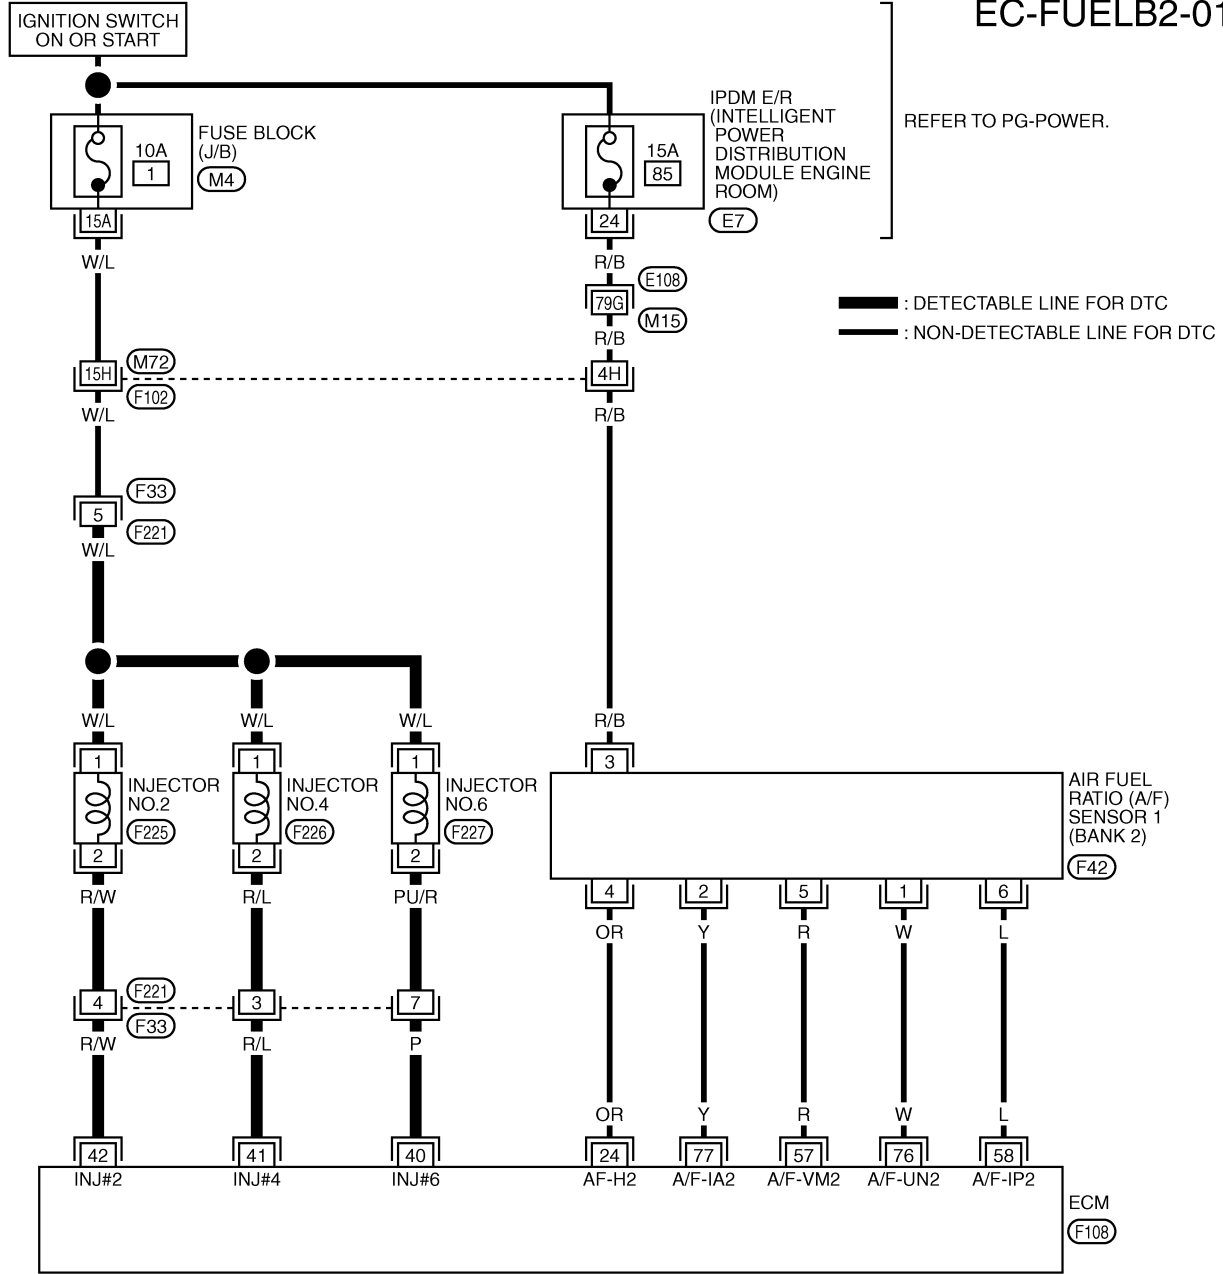 EC-FUELB2-01
IGNITION SWITCH
ON OR START
FUSE BLOCK
(J/B)
M4
10A
1
15A
W/L
IPDM E/R
(INTELLIGENT
POWER
DISTRIBUTION
MODULE ENGINE
ROOM)
E7
15A
85
24
R/B
REFER TO PG-POWER.
E108
79G
M15
R/B
: DETECTABLE LINE FOR DTC
: NON-DETECTABLE LINE FOR DTC
15H
M72
F102
4H
W/L
R/B
F33
5
F221
W/L
W/L
W/L
W/L
R/B
1
1
1
3
INJECTOR
NO.2
F225
INJECTOR
NO.4
F226
INJECTOR
NO.6
F227
AIR FUEL
RATIO (A/F)
SENSOR 1
(BANK 2)
F42
2
2
2
4
2
5
1
6
R/W
R/L
PU/R
OR
Y
R
W
L
4
F221
F33
3
7
R/W
R/L
P
OR
Y
R
W
L
42
41
40
24
77
57
76
58
INJ#2
INJ#4
INJ#6
AF-H2
A/F-IA2
A/F-VM2
A/F-UN2
A/F-IP2
ECM
F108